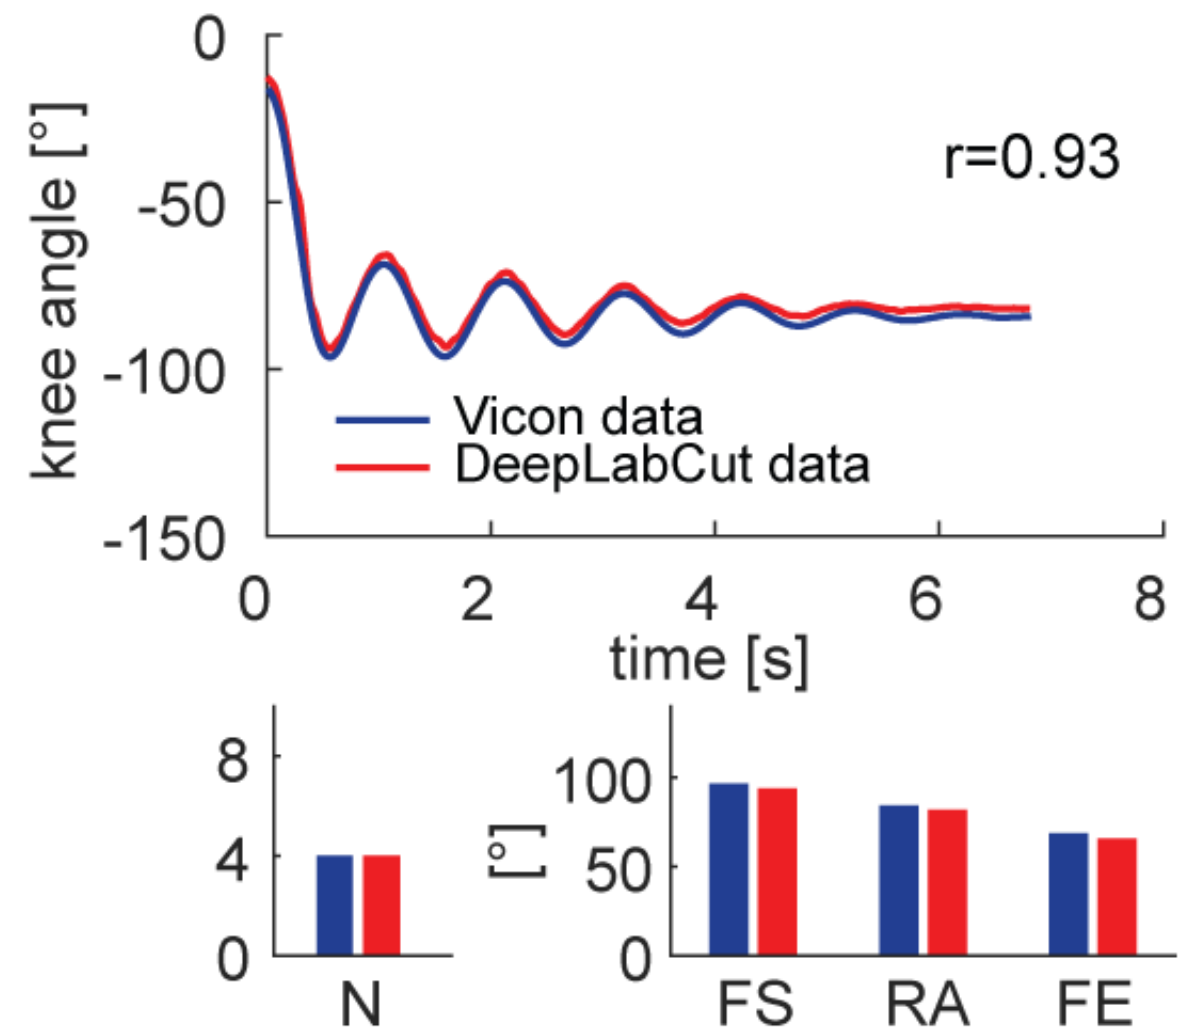 0
-50
-100
-150
knee angle [°]
r=0.93
Vicon data
DeepLabCut data
0 2 4 6 8
time [s]
8
4
0
N
[°]
100
50
0
FS RA FE